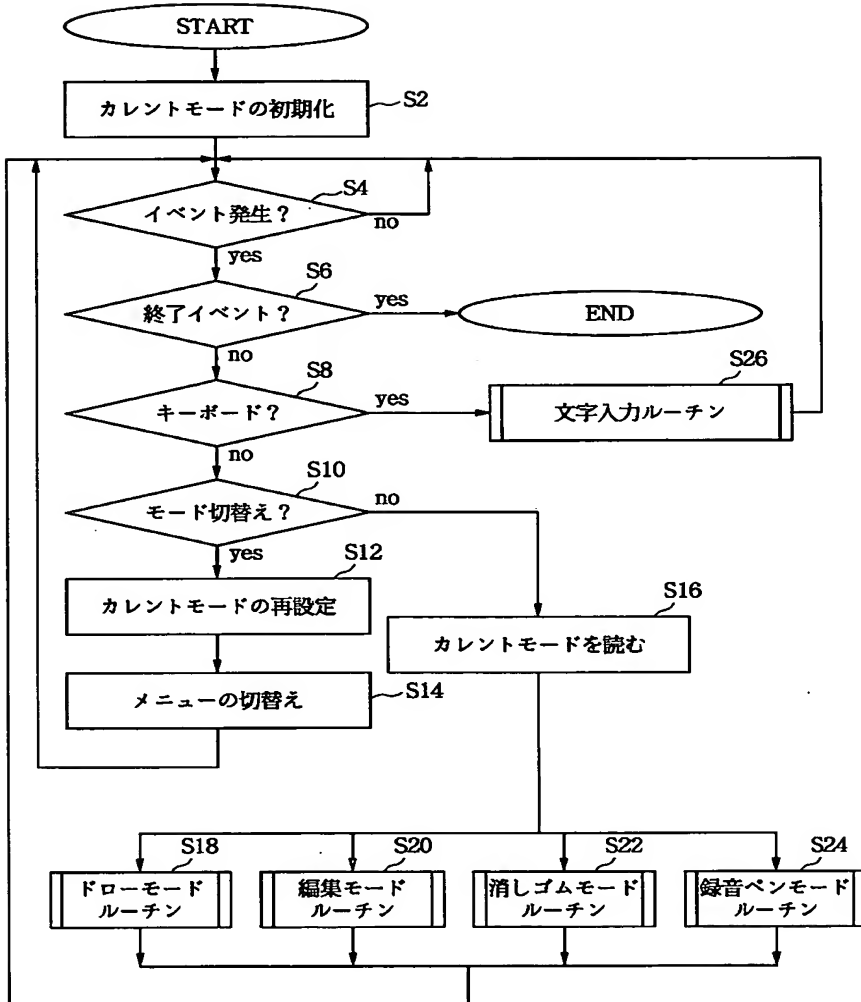 START
カレントモードの初期化
S2
S4
イベント発生?
no
yes
S6
終了イベント?
yes
END
no
S8
キーボード?
yes
S26
文字入力ルーチン
no
S10
モード切替え?
no
yes
S12
カレントモードの再設定
S16
カレントモードを読む
メニューの切替え
S14
S18
ドローモード
ルーチン
S20
編集モード
ルーチン
S22
消しゴムモード
ルーチン
S24
録音ペンモード
ルーチン